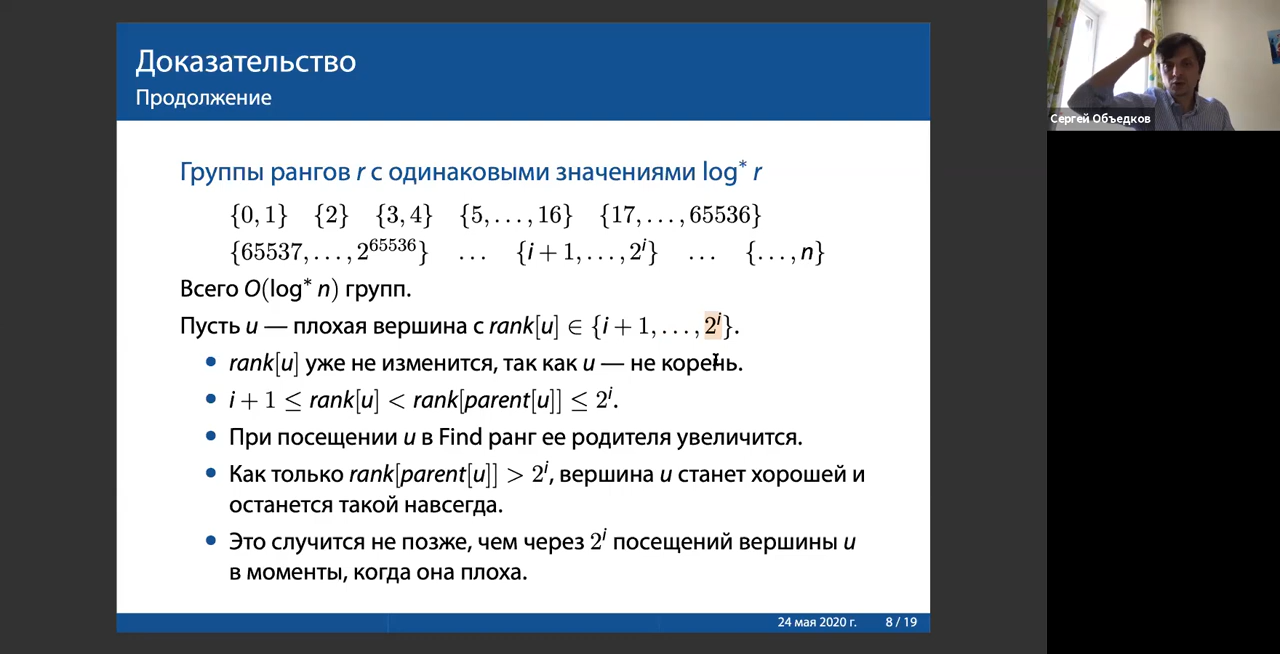 Доказательство
Продолжение
Группы рангов r с одинаковыми значениями log* r
{0, 1} {2} {3, 4} {5, . . . , 16} {17, . . . , 65536}
{65537, . . . , 2^65536} . . . {i + 1, . . . , 2^i} . . . {. . . , n}
Всего O(log* n) групп.
Пусть u — плохая вершина с rank[u] ∈ {i + 1, . . . , 2^i}.
• rank[u] уже не изменится, так как u — не корень.
• i + 1 ≤ rank[u] < rank[parent[u]] ≤ 2^i.
• При посещении u в Find ранг ее родителя увеличится.
• Как только rank[parent[u]] > 2^i, вершина u станет хорошей и
останется такой навсегда.
• Это случится не позже, чем через 2^i посещений вершины u
в моменты, когда она плоха.
24 мая 2020 г. 8 / 19
Сергей Объедков